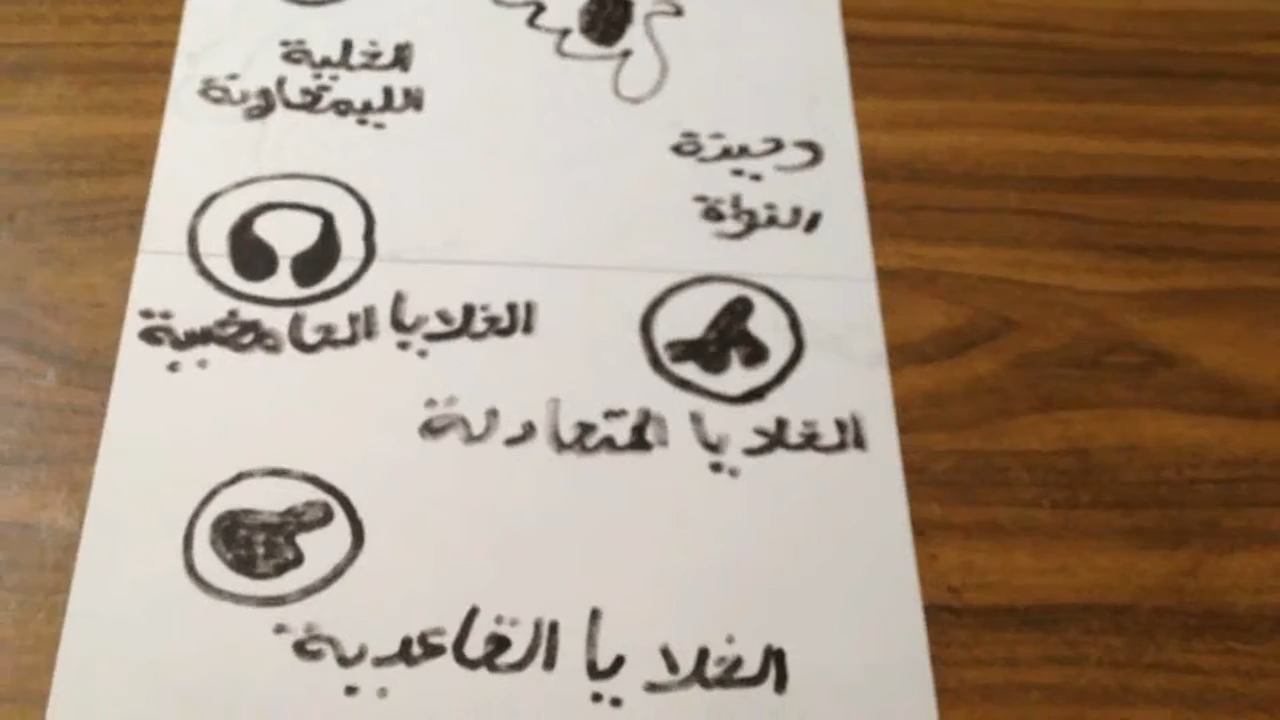 الخلية
الليمفاوية
وحيدة
النواة
الخلايا الحامضية
الخلايا المتعادلة
الخلايا القاعدية